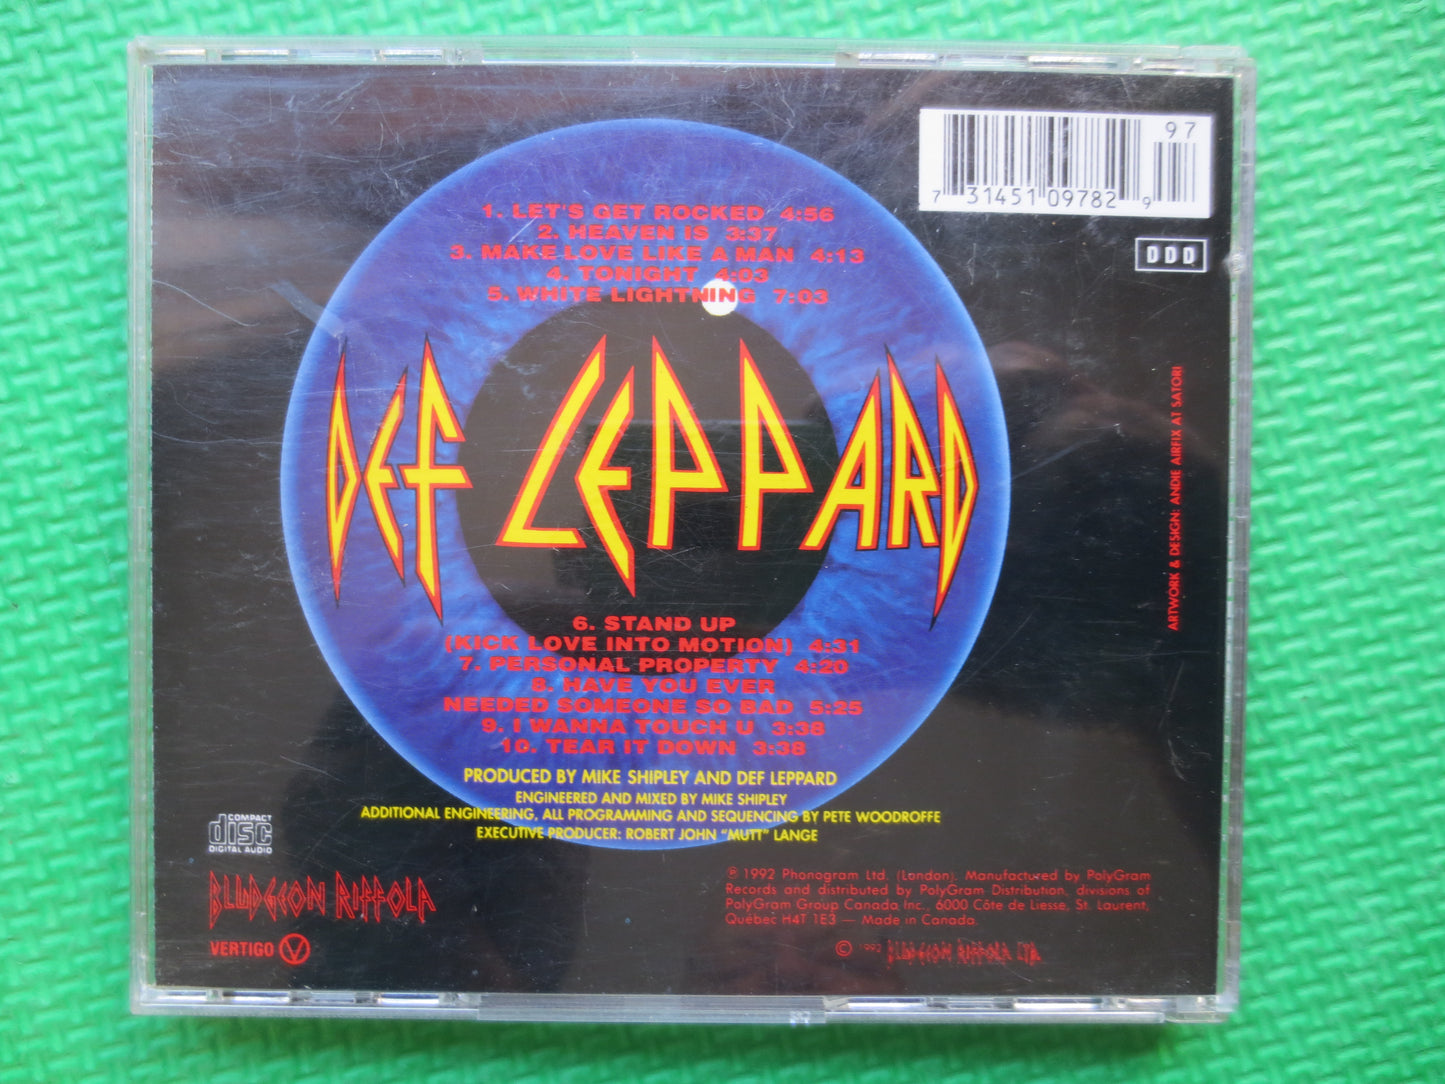 97
7 31451 09782 9
DDD
1. LET'S GET ROCKED 4:56
2. HEAVEN IS 3:37
3. MAKE LOVE LIKE A MAN 4:13
4. TONIGHT 4:03
5. WHITE LIGHTNING 7:03
DEF LEPPARD
6. STAND UP
(KICK LOVE INTO MOTION) 4:31
7. PERSONAL PROPERTY 4:20
8. HAVE YOU EVER
NEEDED SOMEONE SO BAD 5:25
9. I WANNA TOUCH U 3:38
10. TEAR IT DOWN 3:38
PRODUCED BY MIKE SHIPLEY AND DEF LEPPARD
ENGINEERED AND MIXED BY MIKE SHIPLEY
ADDITIONAL ENGINEERING, ALL PROGRAMMING AND SEQUENCING BY PETE WOODROFFE
EXECUTIVE PRODUCER: ROBERT JOHN "MUTT" LANGE
ARTWORK & DESIGN: ANDIE AIRFIX AT SATORI
COMPACT
disc
DIGITAL AUDIO
BLUDGEON RIFFOLA
VERTIGO V
℗ 1992 Phonogram Ltd. (London). Manufactured by PolyGram
Records and distributed by PolyGram Distribution, divisions of
PolyGram Group Canada, Inc., 6000 Côte de Liesse, St. Laurent,
Québec H4T 1E3 — Made in Canada.
© 1992 BLUDGEON RIFFOLA LTD.